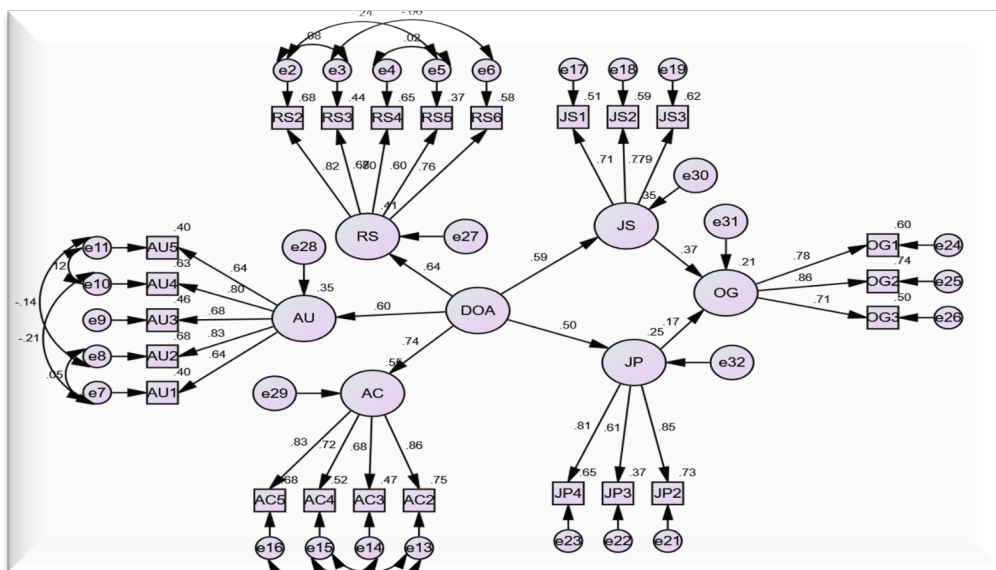 -.24 -.06
.08 .02
e2 e3 e4 e5 e6
e17 e18 e19
.68 .44 .65 .37 .58
.51 .59 .62
RS2 RS3 RS4 RS5 RS6
JS1 JS2 JS3
.82 .60 .76
.71 .79
e30
.35
.41
RS e27
JS
e31
e28
e11 AU5 .40
.64
.64
.59
.37
.78 OG1 .60 e24
.12
e10 AU4 .63
.80
.35
.21
OG
.86 OG2 .74 e25
-.14
e9 AU3 .46
.68
AU
.60
DOA
.71 OG3 .50 e26
-.21
e8 AU2 .68
.83
.50
.17
.25
.05
e7 AU1 .40
.64
.74
.55
JP e32
e29 AC
.83 .72 .68 .86
.81 .61 .85
.68 .52 .47 .75
.65 .37 .73
AC5 AC4 AC3 AC2
JP4 JP3 JP2
e16 e15 e14 e13
e23 e22 e21